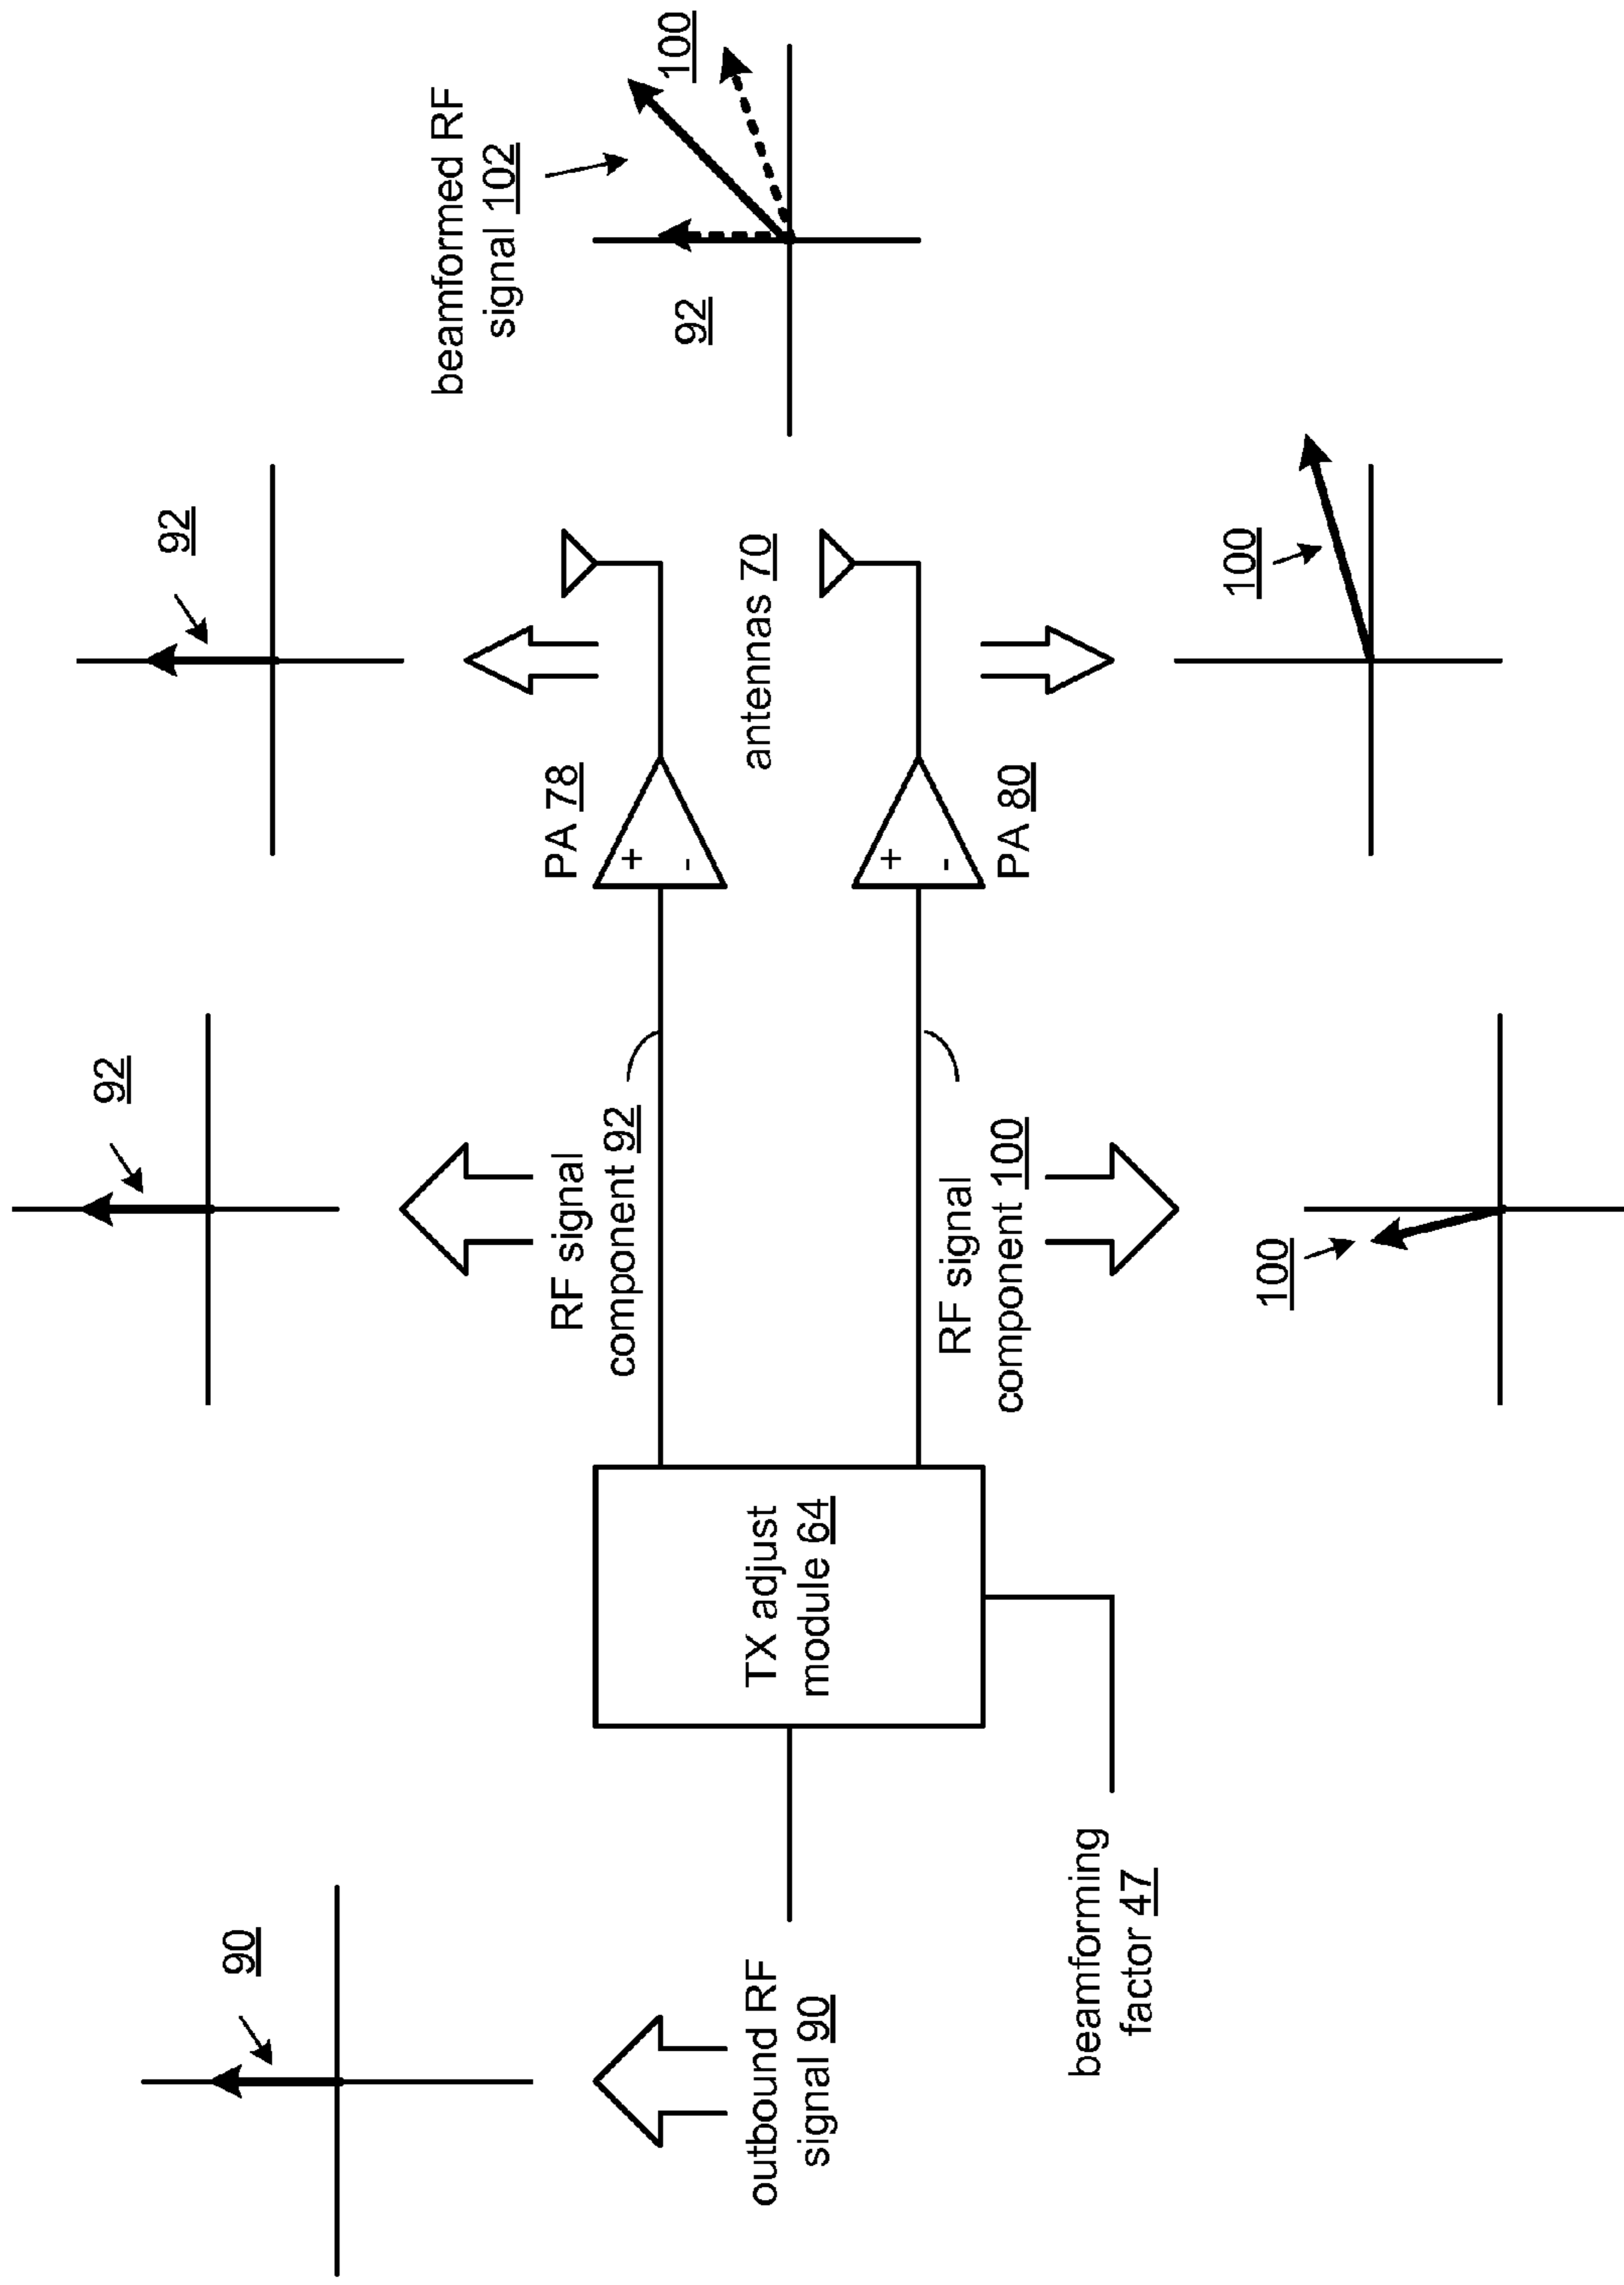 90
outbound RF
signal 90
beamforming
factor 47
TX adjust
module 64
92
RF signal
component 92
RF signal
component 100
100
92
PA 78
+
-
PA 80
+
-
antennas 70
100
beamformed RF
signal 102
92
100